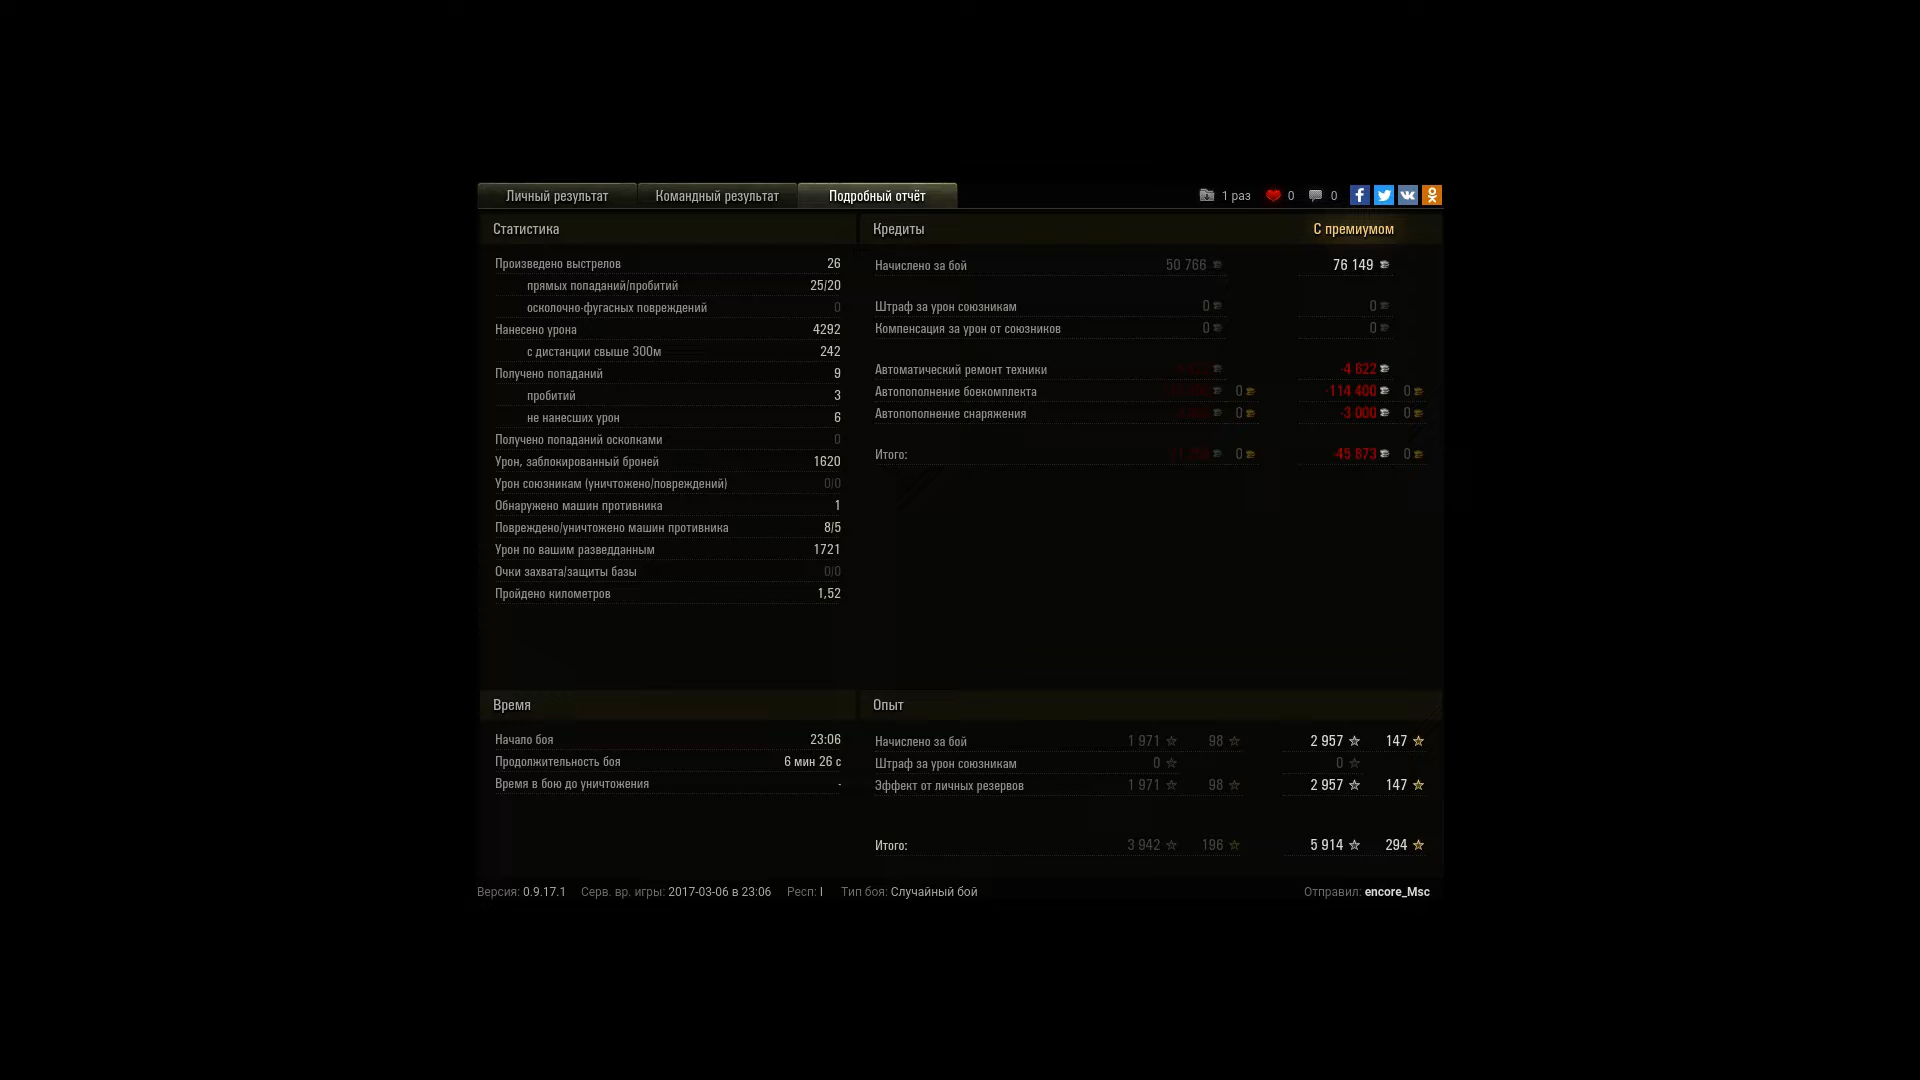 Личный результат Командный результат Подробный отчёт 1 раз 0 0
Статистика
Произведено выстрелов 26
прямых попаданий/пробитий 25/20
осколочно-фугасных повреждений 0
Нанесено урона 4292
с дистанции свыше 300м 242
Получено попаданий 9
пробитий 3
не нанесших урон 6
Получено попаданий осколками 0
Урон, заблокированный броней 1620
Урон союзникам (уничтожено/повреждений) 0/0
Обнаружено машин противника 1
Повреждено/уничтожено машин противника 8/5
Урон по вашим разведданным 1721
Очки захвата/защиты базы 0/0
Пройдено километров 1,52
Кредиты С премиумом
Начислено за бой 50 766 76 149
Штраф за урон союзникам 0 0
Компенсация за урон от союзников 0 0
Автоматический ремонт техники -4 622
Автопополнение боекомплекта 0 -114 400 0
Автопополнение снаряжения 0 -3 000 0
Итого: 0 -45 873 0
Время
Начало боя 23:06
Продолжительность боя 6 мин 26 с
Время в бою до уничтожения -
Опыт
Начислено за бой 1 971 98 2 957 147
Штраф за урон союзникам 0 0
Эффект от личных резервов 1 971 98 2 957 147
Итого: 3 942 196 5 914 294
Версия: 0.9.17.1 Серв. вр. игры: 2017-03-06 в 23:06 Респ: I Тип боя: Случайный бой Отправил: encore_Msc